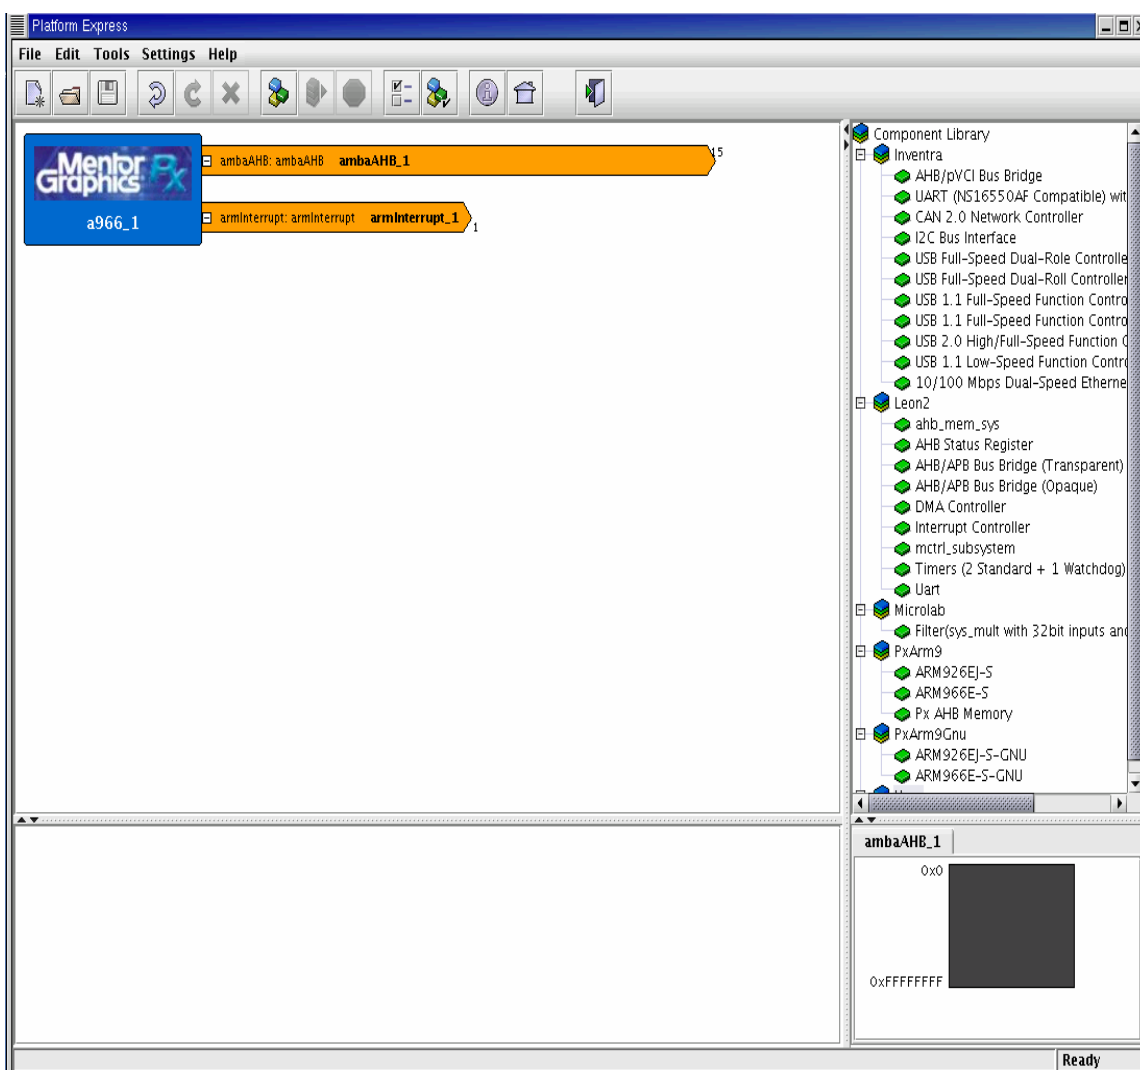 Platform Express
File Edit Tools Settings Help
Mentor Graphics Px
a966_1
ambaAHB: ambaAHB ambaAHB_1
15
armInterrupt: armInterrupt armInterrupt_1
1
Component Library
Inventra
AHB/pVCI Bus Bridge
UART (NS16550AF Compatible) wit
CAN 2.0 Network Controller
I2C Bus Interface
USB Full-Speed Dual-Role Controlle
USB Full-Speed Dual-Roll Controller
USB 1.1 Full-Speed Function Contro
USB 1.1 Full-Speed Function Contro
USB 2.0 High/Full-Speed Function C
USB 1.1 Low-Speed Function Contro
10/100 Mbps Dual-Speed Etherne
Leon2
ahb_mem_sys
AHB Status Register
AHB/APB Bus Bridge (Transparent)
AHB/APB Bus Bridge (Opaque)
DMA Controller
Interrupt Controller
mctrl_subsystem
Timers (2 Standard + 1 Watchdog)
Uart
Microlab
Filter(sys_mult with 32bit inputs and
PxArm9
ARM926EJ-S
ARM966E-S
Px AHB Memory
PxArm9Gnu
ARM926EJ-S-GNU
ARM966E-S-GNU
ambaAHB_1
0x0
0xFFFFFFFF
Ready